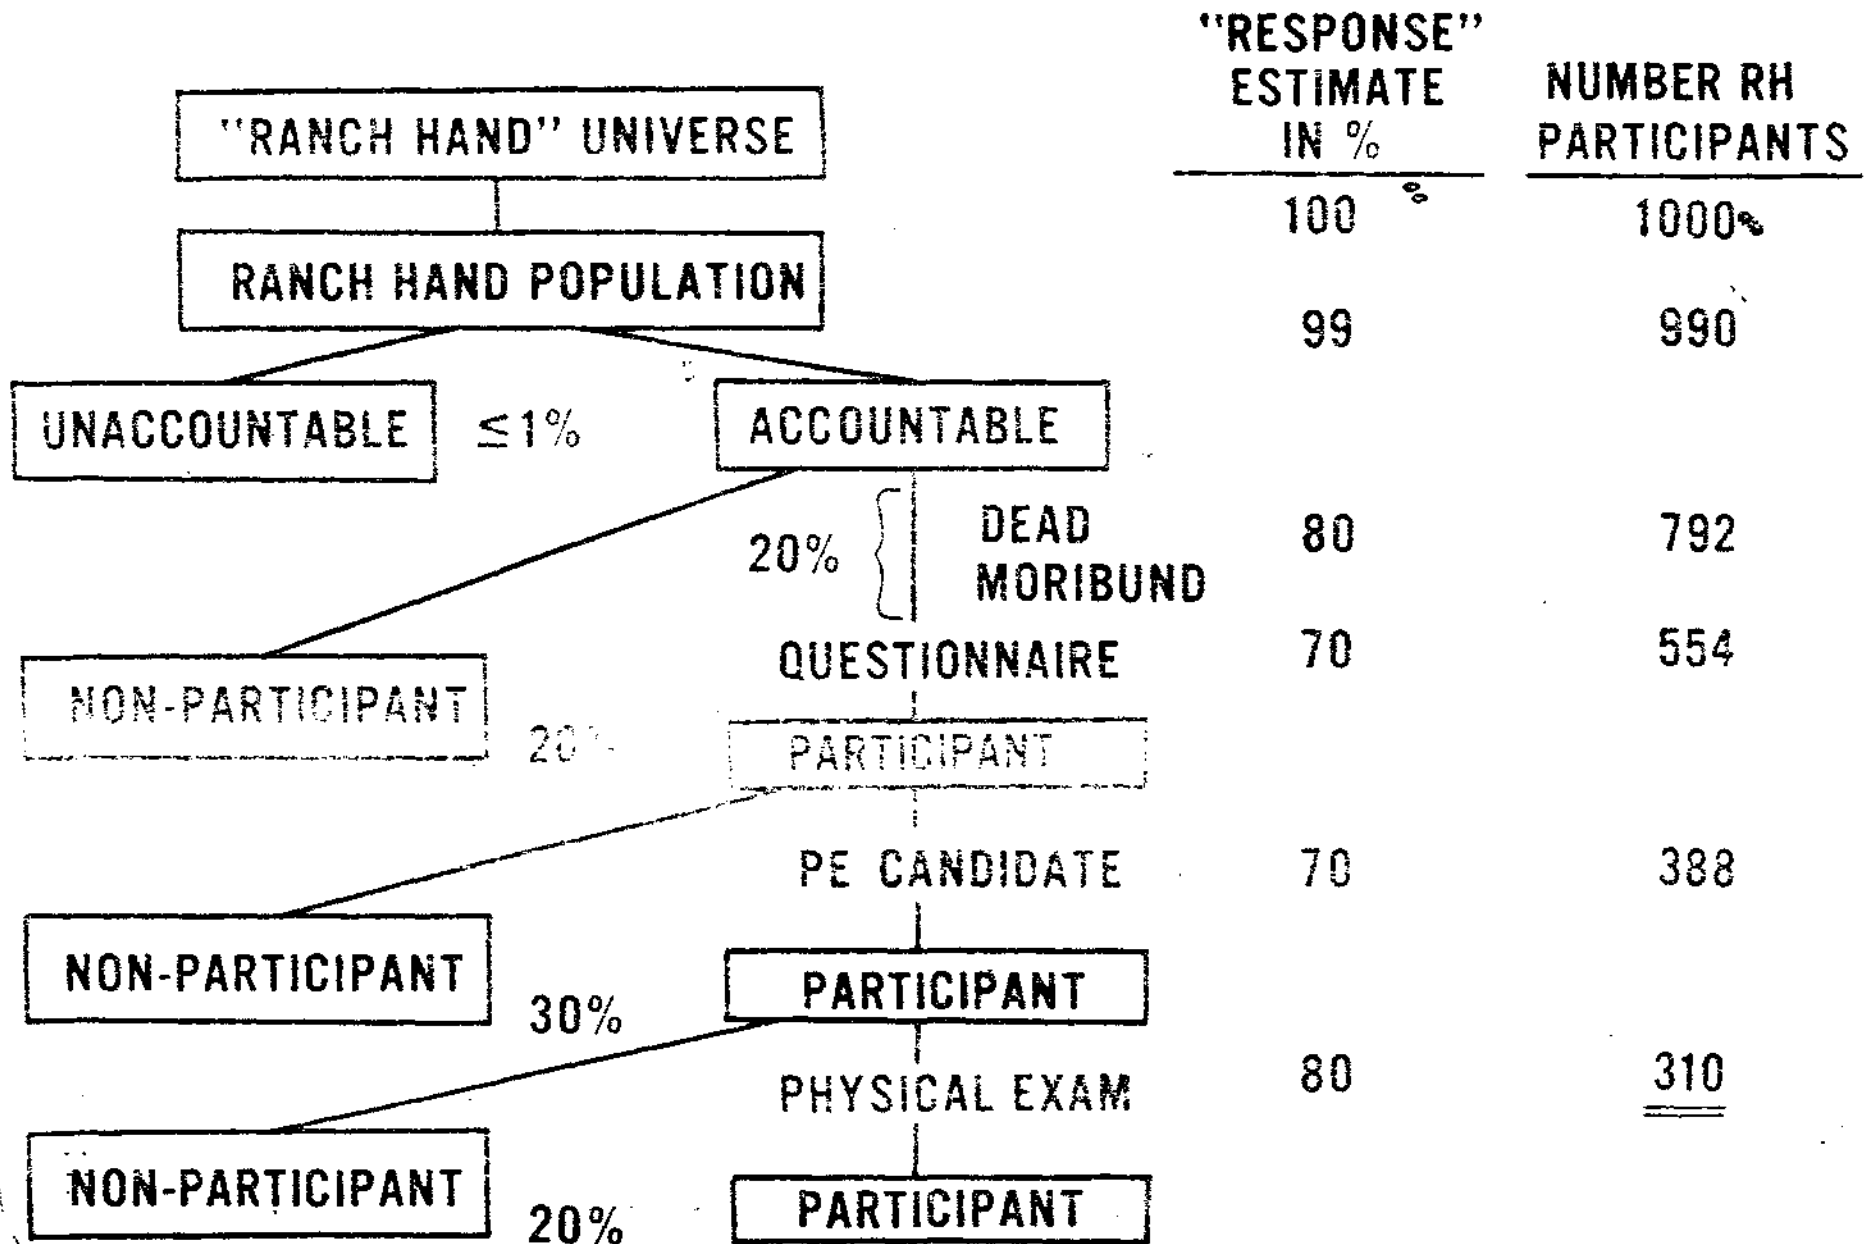 "RESPONSE"
ESTIMATE
IN %
NUMBER RH
PARTICIPANTS
"RANCH HAND" UNIVERSE
100 % 1000
RANCH HAND POPULATION
99 990
UNACCOUNTABLE ≤1% ACCOUNTABLE
20% { DEAD
MORIBUND
80 792
QUESTIONNAIRE 70 554
NON-PARTICIPANT 20% PARTICIPANT
PE CANDIDATE 70 388
NON-PARTICIPANT 30% PARTICIPANT
PHYSICAL EXAM 80 310
NON-PARTICIPANT 20% PARTICIPANT